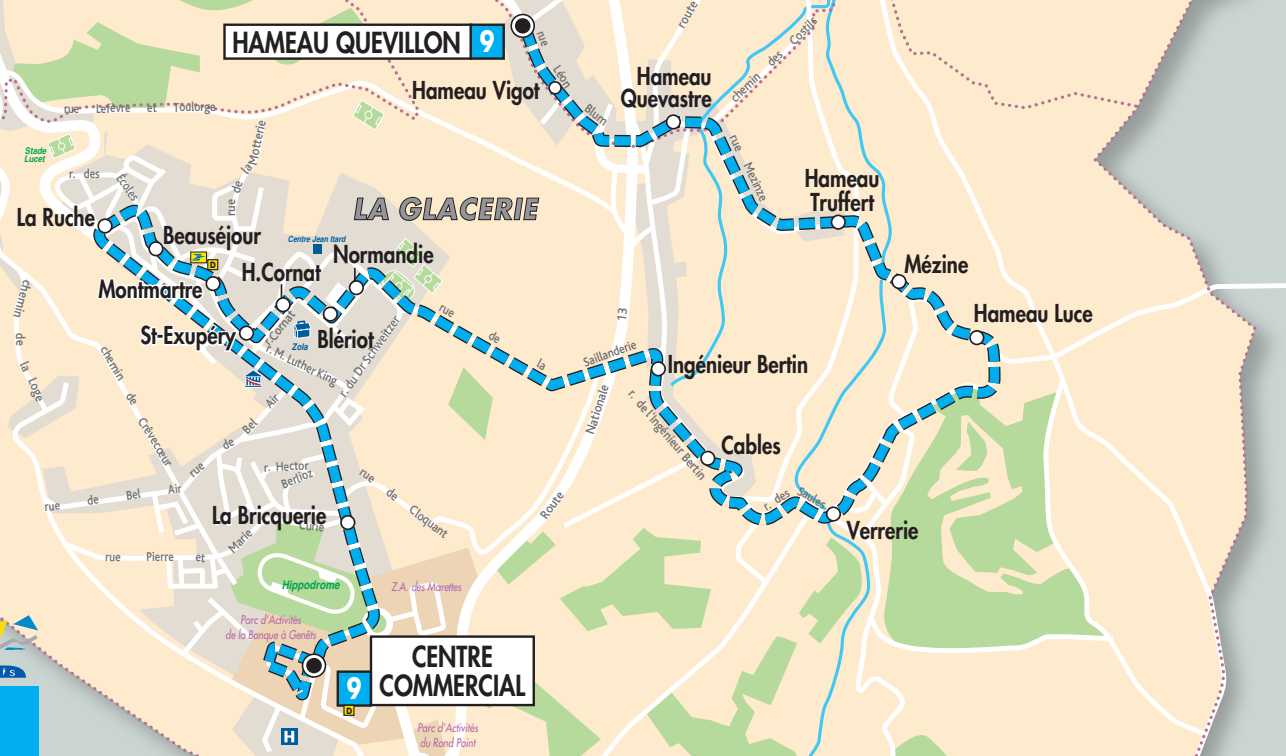 HAMEAU QUEVILLON 9
rue Léon Blum
route
Hameau Vigot
Hameau
Quevastre
chemin des Costils
rue Lefèvre et Toulorge
Stade
Lucet
r. des Écoles
rue de la Motterie
rue Mezinze
Hameau
Truffert
La Ruche
LA GLACERIE
Beauséjour
Centre Jean Itard
Normandie
D
H.Cornat
Mézine
Montmartre
St-Exupéry
r.Cornat
Zola
Blériot
rue de la Saillanderie
13
Hameau Luce
chemin de la Loge
chemin de Crèvecœur
r. M. Luther King
r. du Dr.Schweitzer
Ingénieur Bertin
r. de l'Ingénieur Bertin
Nationale
rue de Bel Air
Cables
r. Hector
Berlioz
rue de Cloquant
rue de Bel Air
r. des Saules
Route
La Bricquerie
Verrerie
rue Pierre et Marie Curie
Hippodrome
Z.A. des Marettes
Parc d'Activités
de la Banque à Genêts
CENTRE
COMMERCIAL
9
D
H
Parc d'Activités
du Rond Point